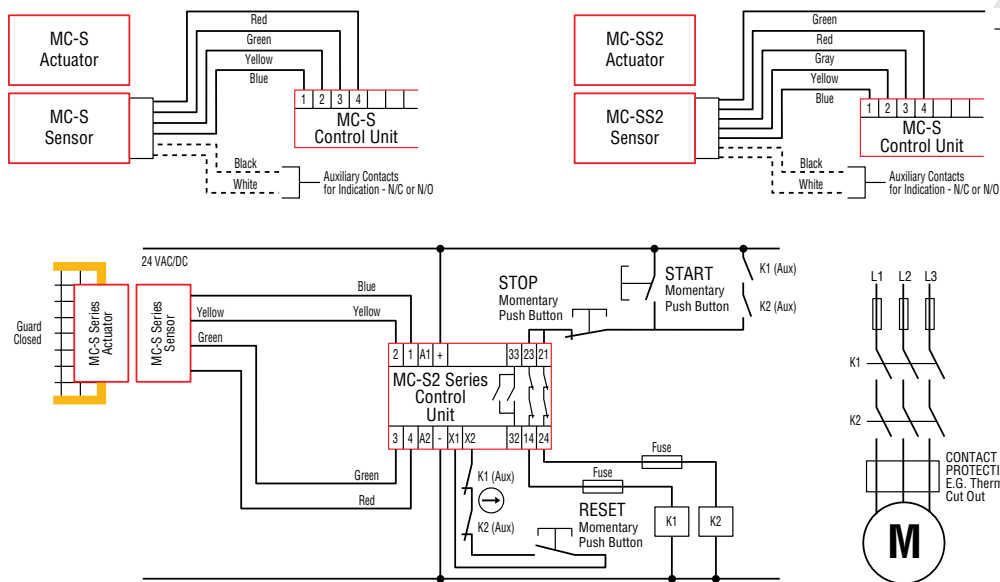 MC-S
Actuator
MC-S
Sensor
Red
Green
Yellow
Blue
1 2 3 4
MC-S
Control Unit
Black
White
Auxiliary Contacts
for Indication - N/C or N/O
MC-SS2
Actuator
MC-SS2
Sensor
Green
Red
Gray
Yellow
Blue
1 2 3 4
MC-S
Control Unit
Black
White
Auxiliary Contacts
for Indication - N/C or N/O
24 VAC/DC
Guard
Closed
MC-S Series
Actuator
MC-S Series
Sensor
Blue
Yellow Yellow
Green
Green
Red
STOP
Momentary
Push Button
START
Momentary
Push Button
K1 (Aux)
K2 (Aux)
2 1 A1 + 33 23 21
MC-S2 Series
Control
Unit
3 4 A2 - X1 X2 32 14 24
K1 (Aux)
K2 (Aux)
Fuse
Fuse
RESET
Momentary
Push Button
K1 K2
L1 L2 L3
K1
K2
CONTACT
PROTECTI
E.G. Therm
Cut Out
M